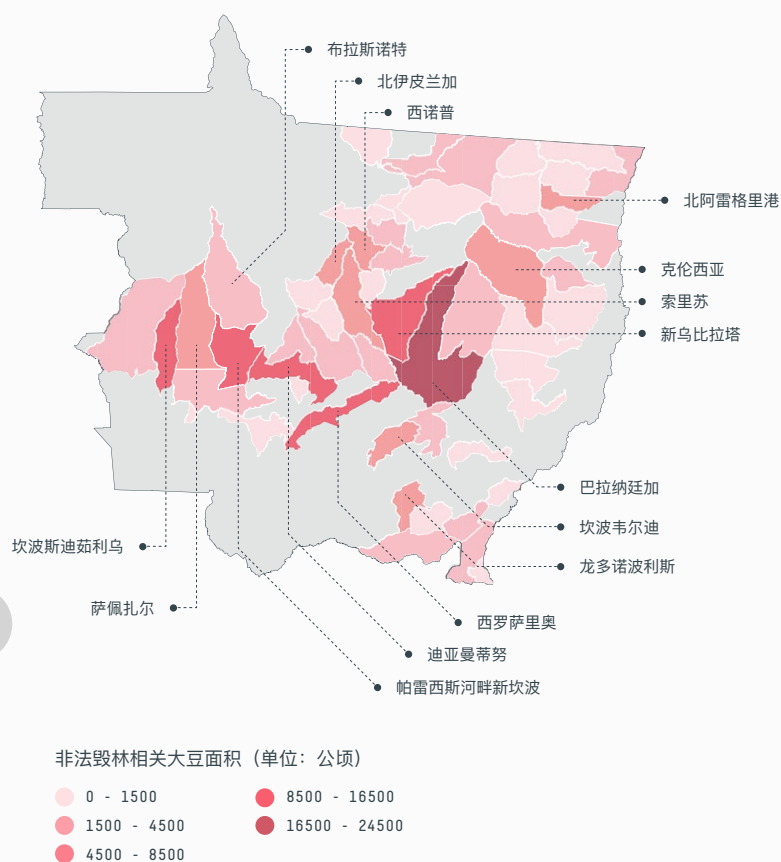 布拉斯诺特
北伊皮兰加
西诺普
北阿雷格里港
克伦西亚
索里苏
新乌比拉塔
巴拉纳廷加
坎波韦尔迪
坎波斯迪茹利乌
龙多诺波利斯
萨佩扎尔
西罗萨里奥
迪亚曼蒂努
帕雷西斯河畔新坎波
非法毁林相关大豆面积（单位：公顷）
0 - 1500
8500 - 16500
1500 - 4500
16500 - 24500
4500 - 8500